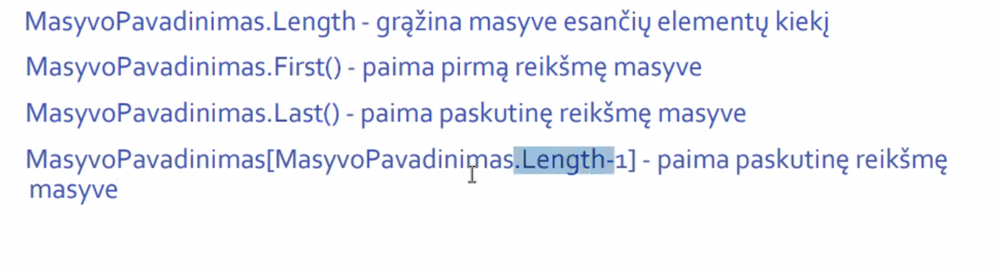 MasyvoPavadinimas.Length - grąžina masyve esančių elementų kiekį
MasyvoPavadinimas.First() - paima pirmą reikšmę masyve
MasyvoPavadinimas.Last() - paima paskutinę reikšmę masyve
MasyvoPavadinimas[MasyvoPavadinimas.Length-1] - paima paskutinę reikšmę
masyve